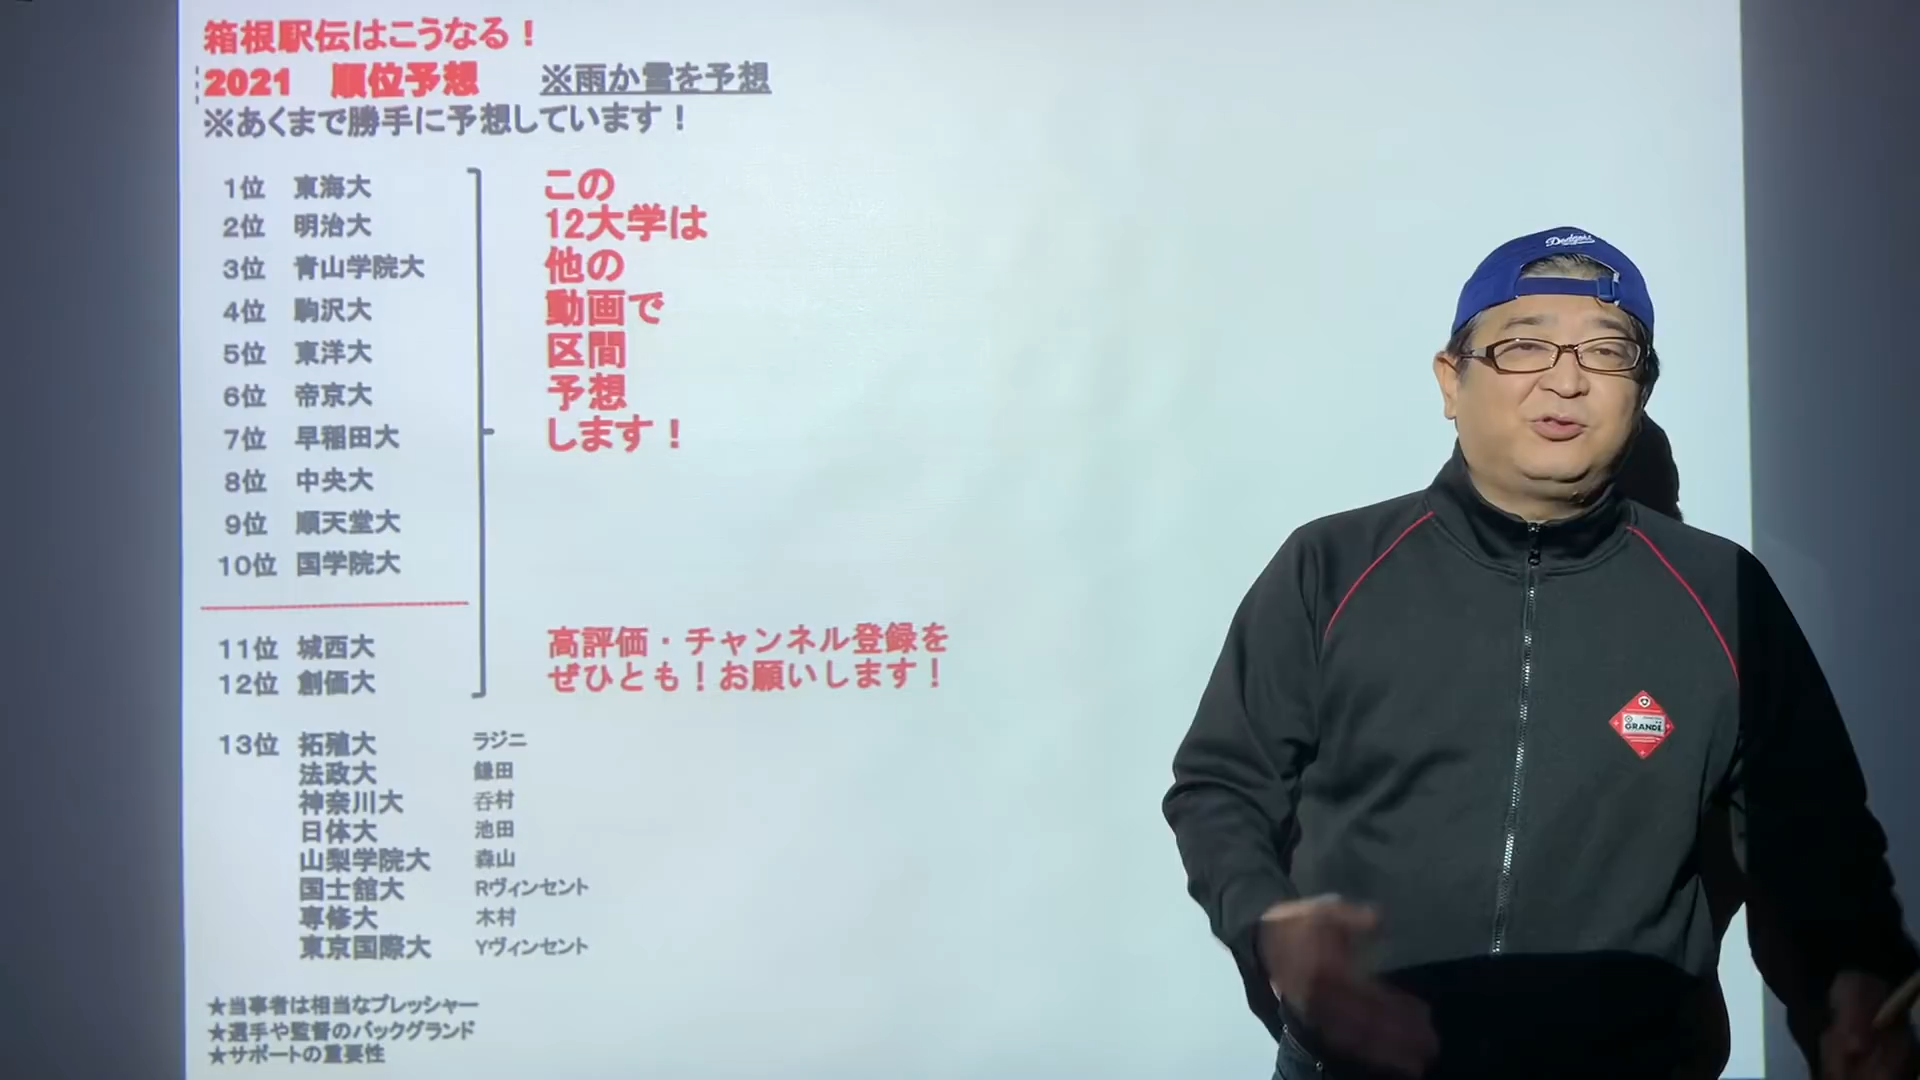 箱根駅伝はこうなる！
2021　順位予想　※雨か雪を予想
※あくまで勝手に予想しています！
1位　東海大
2位　明治大
3位　青山学院大
4位　駒沢大
5位　東洋大
6位　帝京大
7位　早稲田大
8位　中央大
9位　順天堂大
10位　国学院大
11位　城西大
12位　創価大
この
12大学は
他の
動画で
区間
予想
します！
高評価・チャンネル登録を
ぜひとも！お願いします！
13位　拓殖大　ラジニ
法政大　鎌田
神奈川大　呑村
日体大　池田
山梨学院大　森山
国士舘大　Rヴィンセント
専修大　木村
東京国際大　Yヴィンセント
★当事者は相当なプレッシャー
★選手や監督のバックグランド
★サポートの重要性
Dodgers
GRANDE